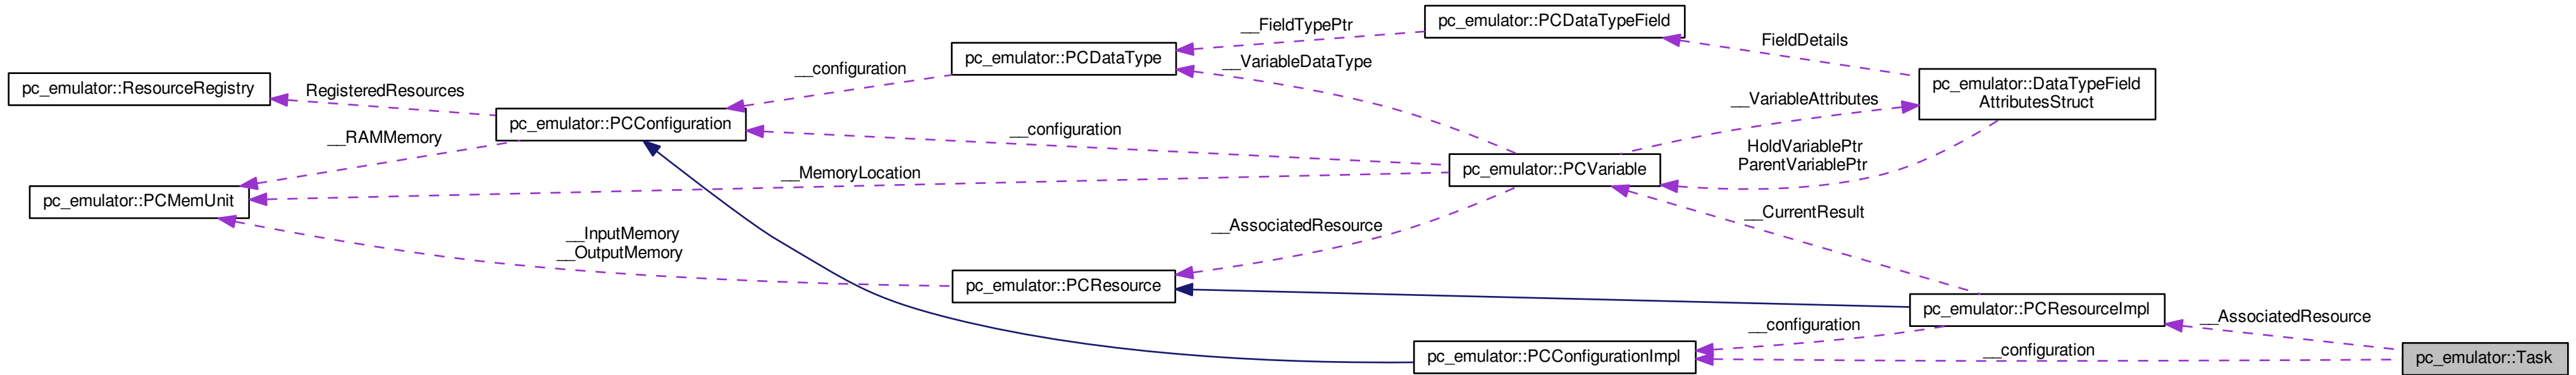 pc_emulator::PCDataTypeField
__FieldTypePtr
FieldDetails
pc_emulator::PCDataType
__VariableDataType
__configuration
pc_emulator::ResourceRegistry
RegisteredResources
pc_emulator::DataTypeField
AttributesStruct
__VariableAttributes
pc_emulator::PCConfiguration
__configuration
__RAMMemory
HoldVariablePtr
ParentVariablePtr
pc_emulator::PCVariable
__MemoryLocation
pc_emulator::PCMemUnit
__CurrentResult
__AssociatedResource
__InputMemory
__OutputMemory
pc_emulator::PCResource
pc_emulator::PCResourceImpl
__AssociatedResource
__configuration
__configuration
pc_emulator::PCConfigurationImpl
pc_emulator::Task